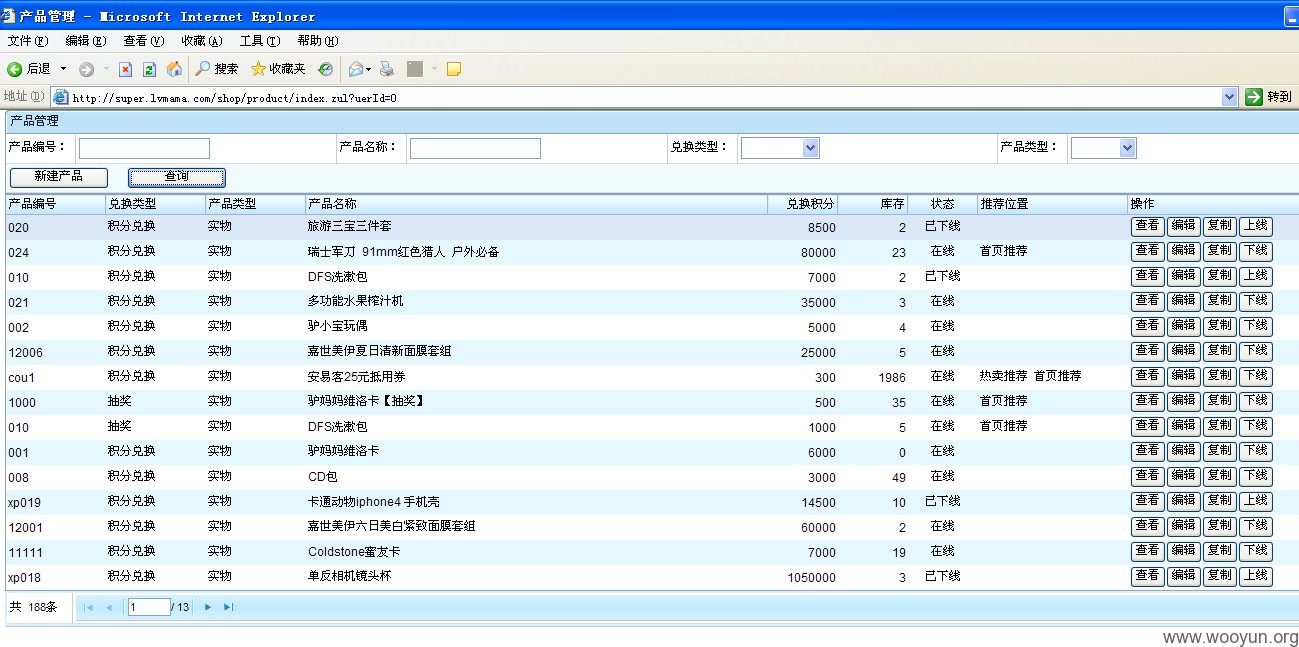 产品管理 - Microsoft Internet Explorer
文件(F) 编辑(E) 查看(V) 收藏(A) 工具(T) 帮助(H)
后退 搜索 收藏夹
地址(D) http://super.lvmama.com/shop/product/index.zul?uerId=0 转到
产品管理
产品编号： 产品名称： 兑换类型： 产品类型：
新建产品 查询
产品编号 兑换类型 产品类型 产品名称 兑换积分 库存 状态 推荐位置 操作
020 积分兑换 实物 旅游三宝三件套 8500 2 已下线 查看 编辑 复制 上线
024 积分兑换 实物 瑞士军刀 91mm红色猎人 户外必备 80000 23 在线 首页推荐 查看 编辑 复制 下线
010 积分兑换 实物 DFS洗漱包 7000 2 已下线 查看 编辑 复制 上线
021 积分兑换 实物 多功能水果榨汁机 35000 3 在线 查看 编辑 复制 下线
002 积分兑换 实物 驴小宝玩偶 5000 4 在线 查看 编辑 复制 下线
12006 积分兑换 实物 嘉世美伊夏日清新面膜套组 25000 5 在线 查看 编辑 复制 下线
cou1 积分兑换 实物 安易客25元抵用券 300 1986 在线 热卖推荐 首页推荐 查看 编辑 复制 下线
1000 抽奖 实物 驴妈妈维洛卡【抽奖】 500 35 在线 首页推荐 查看 编辑 复制 下线
010 抽奖 实物 DFS洗漱包 1000 5 在线 首页推荐 查看 编辑 复制 下线
001 积分兑换 实物 驴妈妈维洛卡 6000 0 在线 查看 编辑 复制 下线
008 积分兑换 实物 CD包 3000 49 在线 查看 编辑 复制 下线
xp019 积分兑换 实物 卡通动物iphone4 手机壳 14500 10 已下线 查看 编辑 复制 上线
12001 积分兑换 实物 嘉世美伊六日美白紧致面膜套组 60000 2 在线 查看 编辑 复制 下线
11111 积分兑换 实物 Coldstone蜜友卡 7000 19 在线 查看 编辑 复制 下线
xp018 积分兑换 实物 单反相机镜头杯 1050000 3 已下线 查看 编辑 复制 上线
共 188条 1 / 13
www.wooyun.org